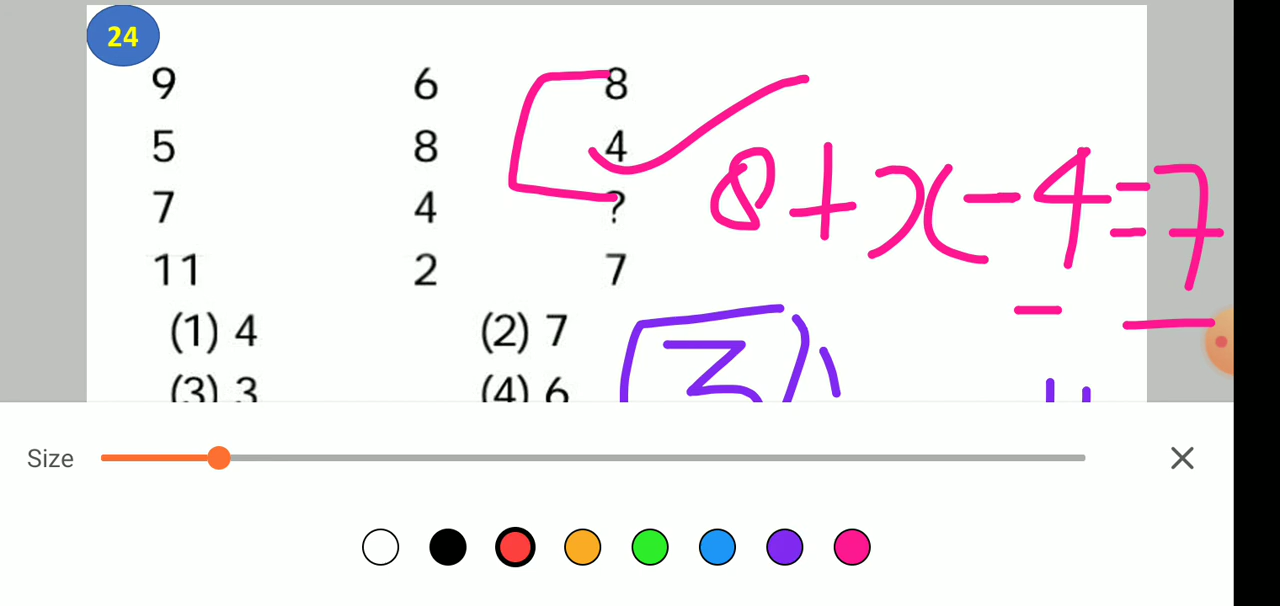 24
9 6 8
5 8 4
7 4 ?
11 2 7
8+x-4=7
(1) 4 (2) 7
(3) 3 (4) 6
3
Size